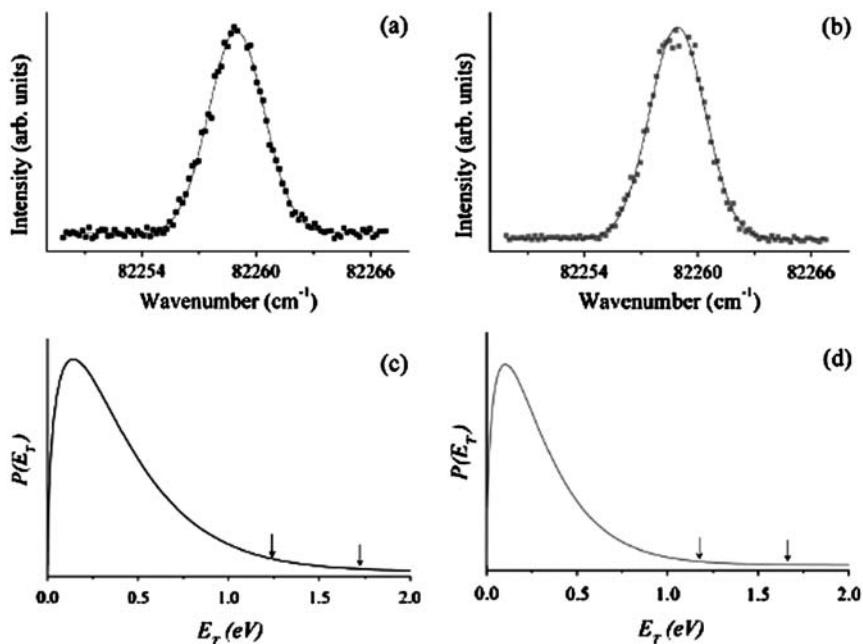 (a)
Intensity (arb. units)
82254 82260 82266
Wavenumber (cm⁻¹)
(b)
Intensity (arb. units)
82254 82260 82266
Wavenumber (cm⁻¹)
(c)
P(E_T)
0.0 0.5 1.0 1.5 2.0
E_T (eV)
(d)
P(E_T)
0.0 0.5 1.0 1.5 2.0
E_T (eV)